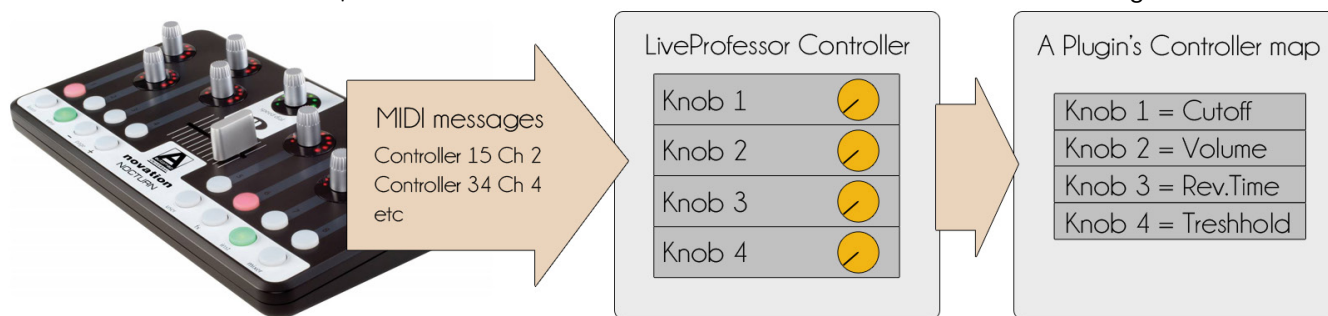 LiveProfessor Controller
Knob 1
Knob 2
Knob 3
Knob 4
MIDI messages
Controller 15 Ch 2
Controller 34 Ch 4
etc
A Plugin's Controller map
Knob 1 = Cutoff
Knob 2 = Volume
Knob 3 = Rev.Time
Knob 4 = Treshhold
novation
NOCTURN